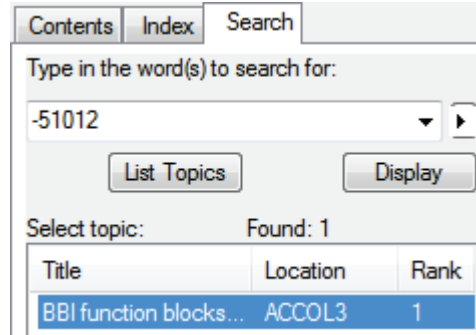 Contents Index Search
Type in the word(s) to search for:
-51012
List Topics Display
Select topic: Found: 1
Title Location Rank
BBI function blocks... ACCOL3 1